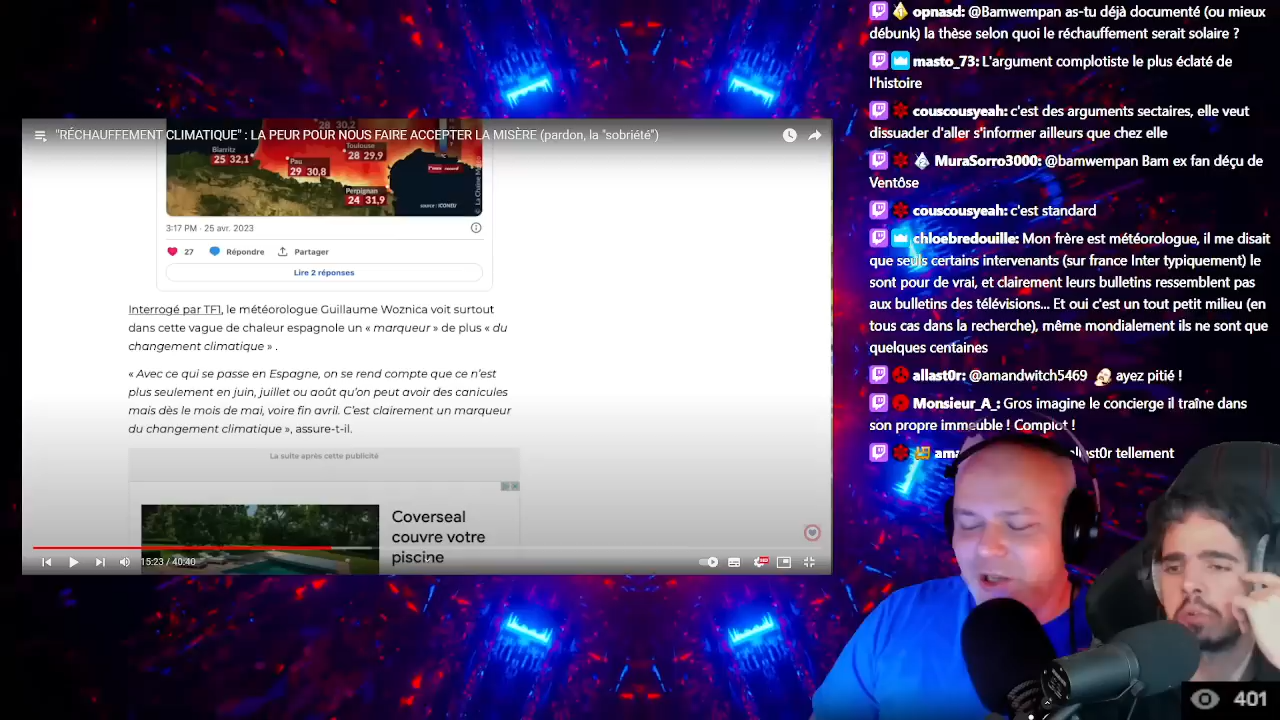 "RÉCHAUFFEMENT CLIMATIQUE" : LA PEUR POUR NOUS FAIRE ACCEPTER LA MISÈRE (pardon, la "sobriété")
28 30,2
Biarritz
25 32,1
Toulouse
28 29,9
Pau
29 30,8
Perpignan
24 31,9
source : ICONEU
3:17 PM · 25 avr. 2023
27 Répondre Partager
Lire 2 réponses
Interrogé par TF1, le météorologue Guillaume Woznica voit surtout
dans cette vague de chaleur espagnole un « marqueur » de plus « du
changement climatique » .
« Avec ce qui se passe en Espagne, on se rend compte que ce n’est
plus seulement en juin, juillet ou août qu’on peut avoir des canicules
mais dès le mois de mai, voire fin avril. C’est clairement un marqueur
du changement climatique », assure-t-il.
La suite après cette publicité
Coverseal
couvre votre
piscine
15:23 / 40:40
opnasd: @Bamwempan as-tu déjà documenté (ou mieux
débunk) la thèse selon quoi le réchauffement serait solaire ?
masto_73: L'argument complotiste le plus éclaté de
l'histoire
couscousyeah: c'est des arguments sectaires, elle veut
dissuader d'aller s'informer autre part que chez elle
MuraSorro3000: @bamwempan Bam ex fan déçu de
Ventôse
couscousyeah: c'est standard
chloebredouille: Mon frère est météorologue, il me disait
que seuls certains intervenants (sur france Inter typiquement) le
sont pour de vrai, et clairement leurs bulletins ressemblent pas
aux bulletins des télévisions... Et oui c'est un tout petit milieu (en
tous cas dans la recherche), même mondialement il ne sont que
quelques centaines
allast0r: @amandwitch5469 ayez pitié !
Monsieur_A_: Gros imagine le concierge il traîne dans
son propre immeuble ! Complot !
st0r tellement
401